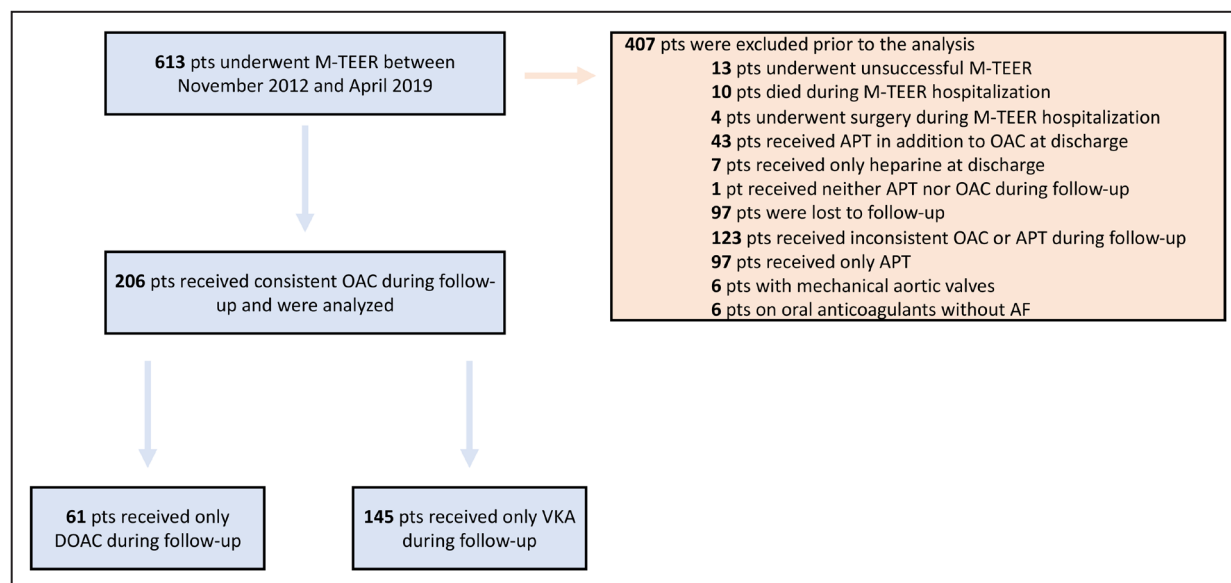 613 pts underwent M-TEER between
November 2012 and April 2019
407 pts were excluded prior to the analysis
13 pts underwent unsuccessful M-TEER
10 pts died during M-TEER hospitalization
4 pts underwent surgery during M-TEER hospitalization
43 pts received APT in addition to OAC at discharge
7 pts received only heparine at discharge
1 pt received neither APT nor OAC during follow-up
97 pts were lost to follow-up
123 pts received inconsistent OAC or APT during follow-up
97 pts received only APT
6 pts with mechanical aortic valves
6 pts on oral anticoagulants without AF
206 pts received consistent OAC during follow-
up and were analyzed
61 pts received only
DOAC during follow-up
145 pts received only VKA
during follow-up